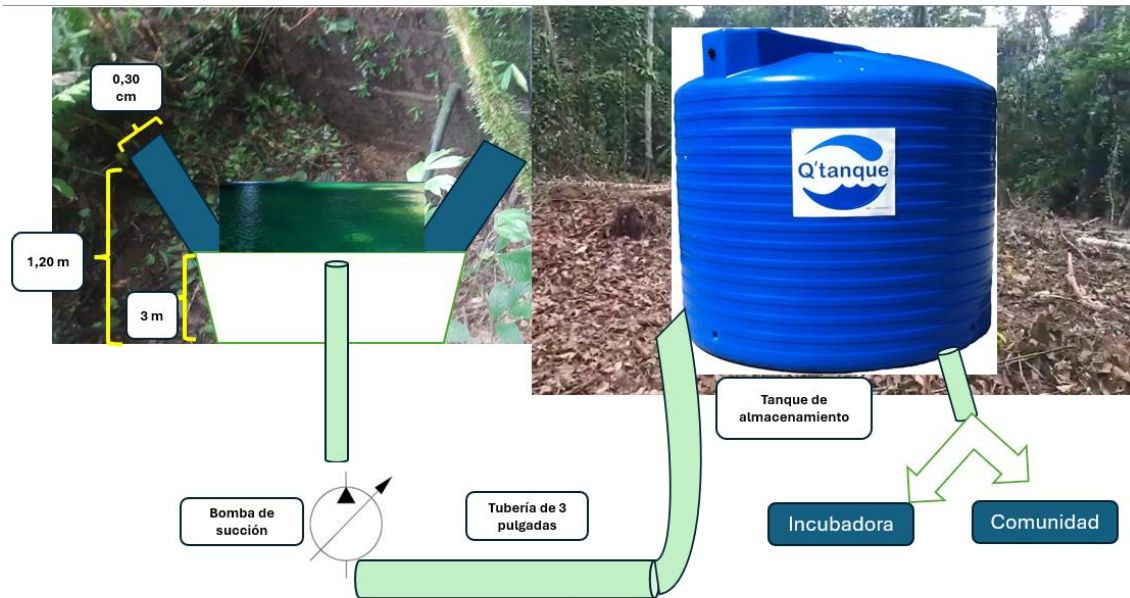 0,30
cm
1,20 m
3 m
Q'tanque
Tanque de
almacenamiento
Bomba de
succión
Tubería de 3
pulgadas
Incubadora
Comunidad